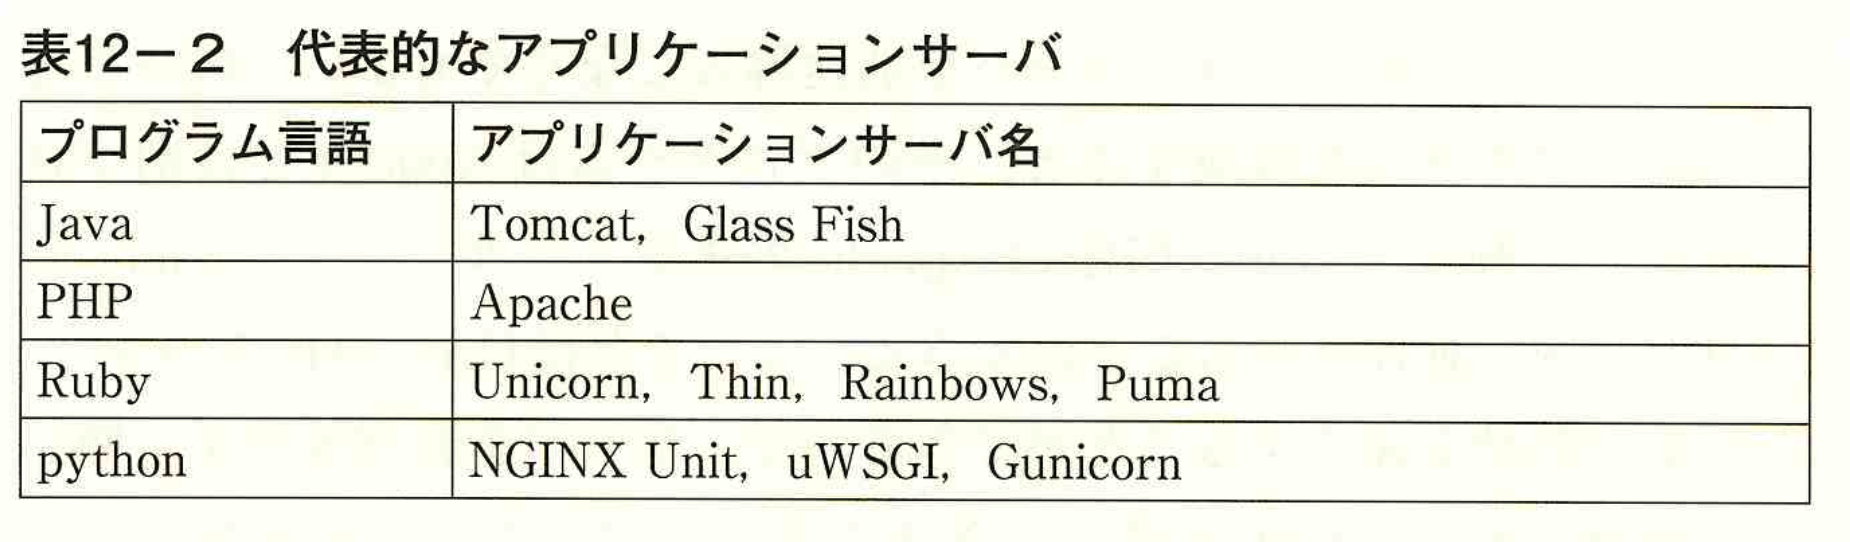 表12-2　代表的なアプリケーションサーバ
プログラム言語　アプリケーションサーバ名
Java　Tomcat, Glass Fish
PHP　Apache
Ruby　Unicorn, Thin, Rainbows, Puma
python　NGINX Unit, uWSGI, Gunicorn